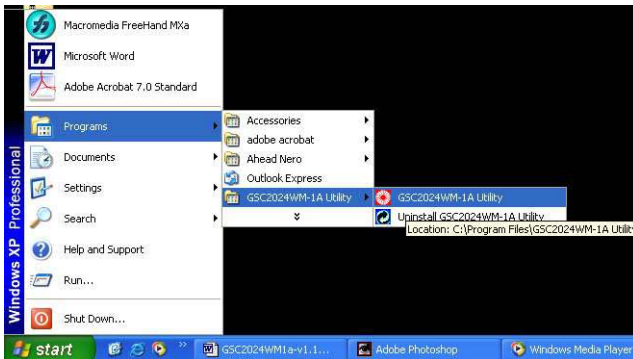 Macromedia FreeHand MXa
Microsoft Word
Adobe Acrobat 7.0 Standard
Programs
Documents
Settings
Search
Help and Support
Run...
Shut Down...
Windows XP Professional
Accessories
adobe acrobat
Ahead Nero
Outlook Express
GSC2024WM-1A Utility
GSC2024WM-1A Utility
Uninstall GSC2024WM-1A Utility
Location: C:\Program Files\GSC2024WM-1A Utilit
start
GSC2024WM1a-v1.1...
Adobe Photoshop
Windows Media Player